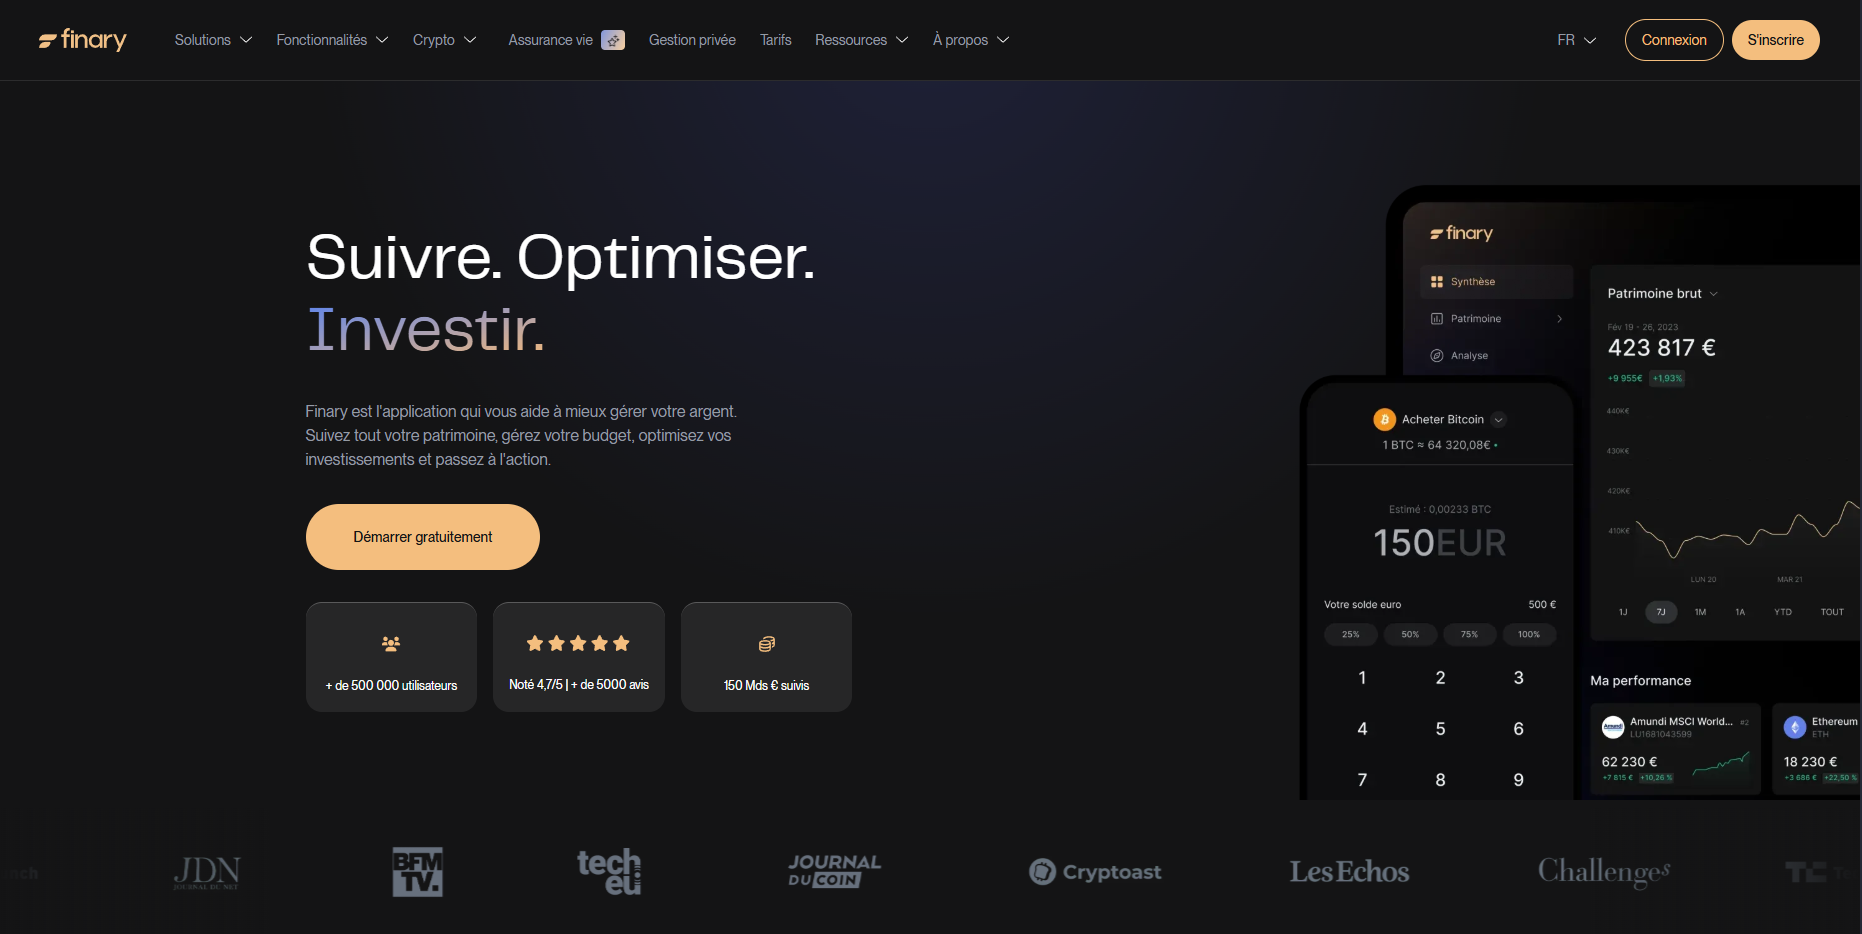 finary
Solutions
Fonctionnalités
Crypto
Assurance vie
Gestion privée
Tarifs
Ressources
À propos
FR
Connexion
S'inscrire
Suivre. Optimiser.
Investir.
Finary est l'application qui vous aide à mieux gérer votre argent.
Suivez tout votre patrimoine, gérez votre budget, optimisez vos
investissements et passez à l'action.
Démarrer gratuitement
+ de 500 000 utilisateurs
Noté 4,7/5 | + de 5000 avis
150 Mds € suivis
finary
Synthèse
Patrimoine
Analyse
Patrimoine brut
Fév 19 - 26, 2023
423 817 €
+9 955€ +1,93%
440K€
430K€
420K€
410K€
LUN 20
MAR 21
1J 7J 1M 1A YTD TOUT
Ma performance
Amundi
Amundi MSCI World... #2
LU1681043599
62 230 €
+7 815 € +10,26 %
Ethereum
ETH
18 230 €
+3 686 € +22,50 %
Acheter Bitcoin
1 BTC ≈ 64 320,08€
Estimé : 0,00233 BTC
150EUR
Votre solde euro 500 €
25% 50% 75% 100%
1 2 3
4 5 6
7 8 9
JDN
JOURNAL DU NET
BFM
TV.
tech
eu
JOURNAL
DU COIN
Cryptoast
Les Echos
Challenges